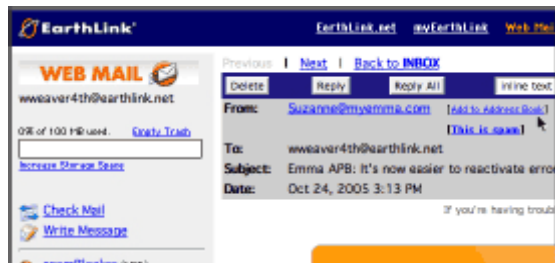 EarthLink
EarthLink.net myEarthLink Web Mai
WEB MAIL
wweaver4th@earthlink.net
0% of 100 MB used. Empty Trash
Increase Storage Space
Check Mail
Write Message
Previous | Next | Back to INBOX
Delete Reply Reply All inline text
From: Suzanne@myemma.com [Add to Address Book]
[This is spam]
To: wweaver4th@earthlink.net
Subject: Emma APB: It's now easier to reactivate erro
Date: Oct 24, 2005 3:13 PM
If you're having troub